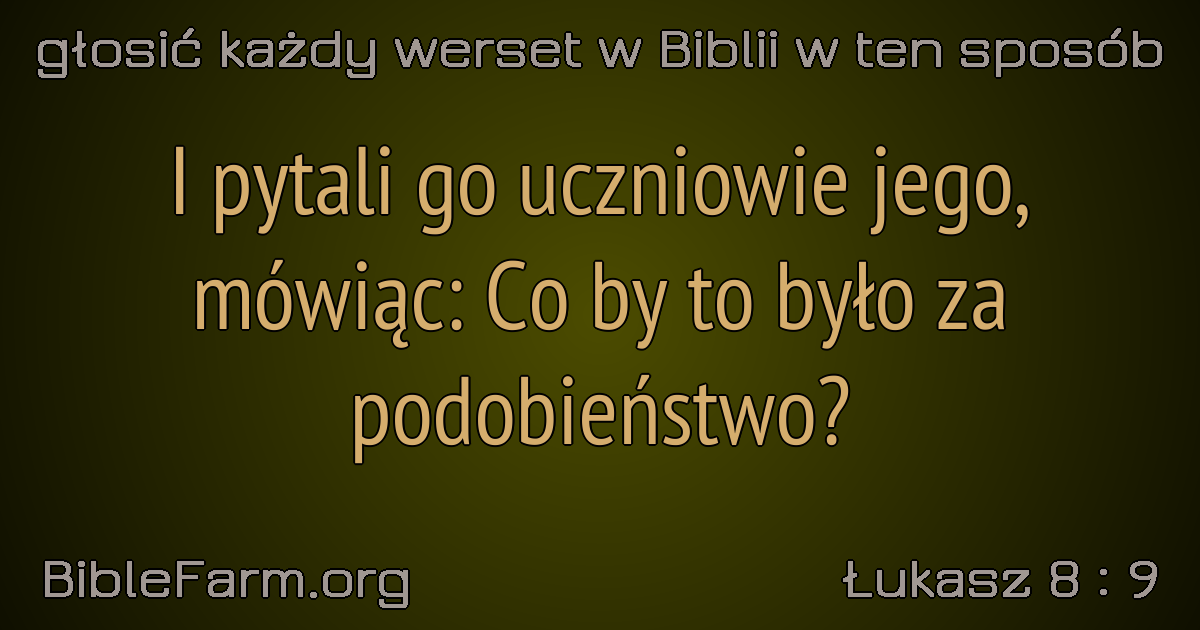 głosić każdy werset w Biblii w ten sposób
I pytali go uczniowie jego,
mówiąc: Co by to było za
podobieństwo?
BibleFarm.org
Łukasz 8 : 9